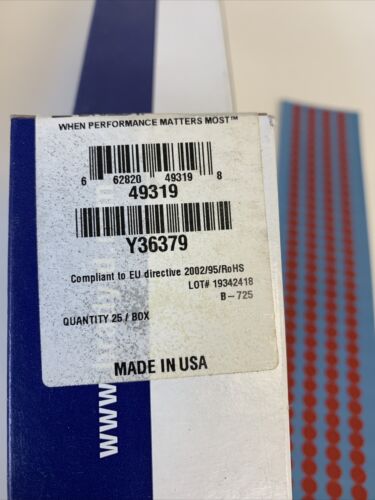 WHEN PERFORMANCE MATTERS MOST™
6 62820 49319 8
49319
Y36379
Compliant to EU directive 2002/95/RoHS
LOT# 19342418
B-725
QUANTITY 25 / BOX
MADE IN USA
www.